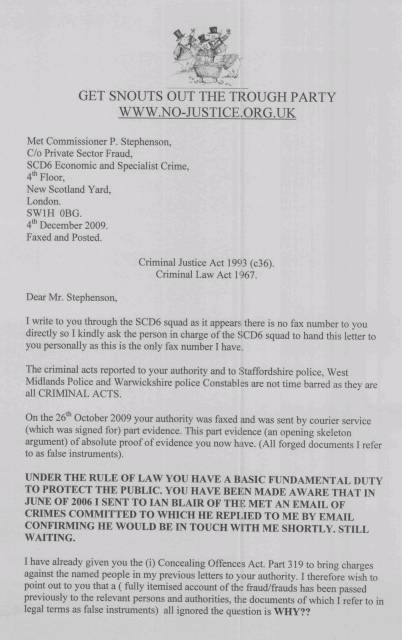 GET SNOUTS OUT THE TROUGH PARTY
WWW.NO-JUSTICE.ORG.UK
Met Commissioner P. Stephenson,
C/o Private Sector Fraud,
SCD6 Economic and Specialist Crime,
4th Floor,
New Scotland Yard,
London.
SW1H 0BG.
4th December 2009.
Faxed and Posted.
Criminal Justice Act 1993 (c36).
Criminal Law Act 1967.
Dear Mr. Stephenson,
I write to you through the SCD6 squad as it appears there is no fax number to you
directly so I kindly ask the person in charge of the SCD6 squad to hand this letter to
you personally as this is the only fax number I have.
The criminal acts reported to your authority and to Staffordshire police, West
Midlands Police and Warwickshire police Constables are not time barred as they are
all CRIMINAL ACTS.
On the 26th October 2009 your authority was faxed and was sent by courier service
(which was signed for) part evidence. This part evidence (an opening skeleton
argument) of absolute proof of evidence you now have. (All forged documents I refer
to as false instruments).
UNDER THE RULE OF LAW YOU HAVE A BASIC FUNDAMENTAL DUTY
TO PROTECT THE PUBLIC. YOU HAVE BEEN MADE AWARE THAT IN
JUNE OF 2006 I SENT TO IAN BLAIR OF THE MET AN EMAIL OF
CRIMES COMMITTED TO WHICH HE REPLIED TO ME BY EMAIL
CONFIRMING HE WOULD BE IN TOUCH WITH ME SHORTLY. STILL
WAITING.
I have already given you the (i) Concealing Offences Act. Part 319 to bring charges
against the named people in my previous letters to your authority. I therefore wish to
point out to you that a ( fully itemised account of the fraud/frauds has been passed
previously to the relevant persons and authorities, the documents of which I refer to in
legal terms as false instruments) all ignored the question is WHY??